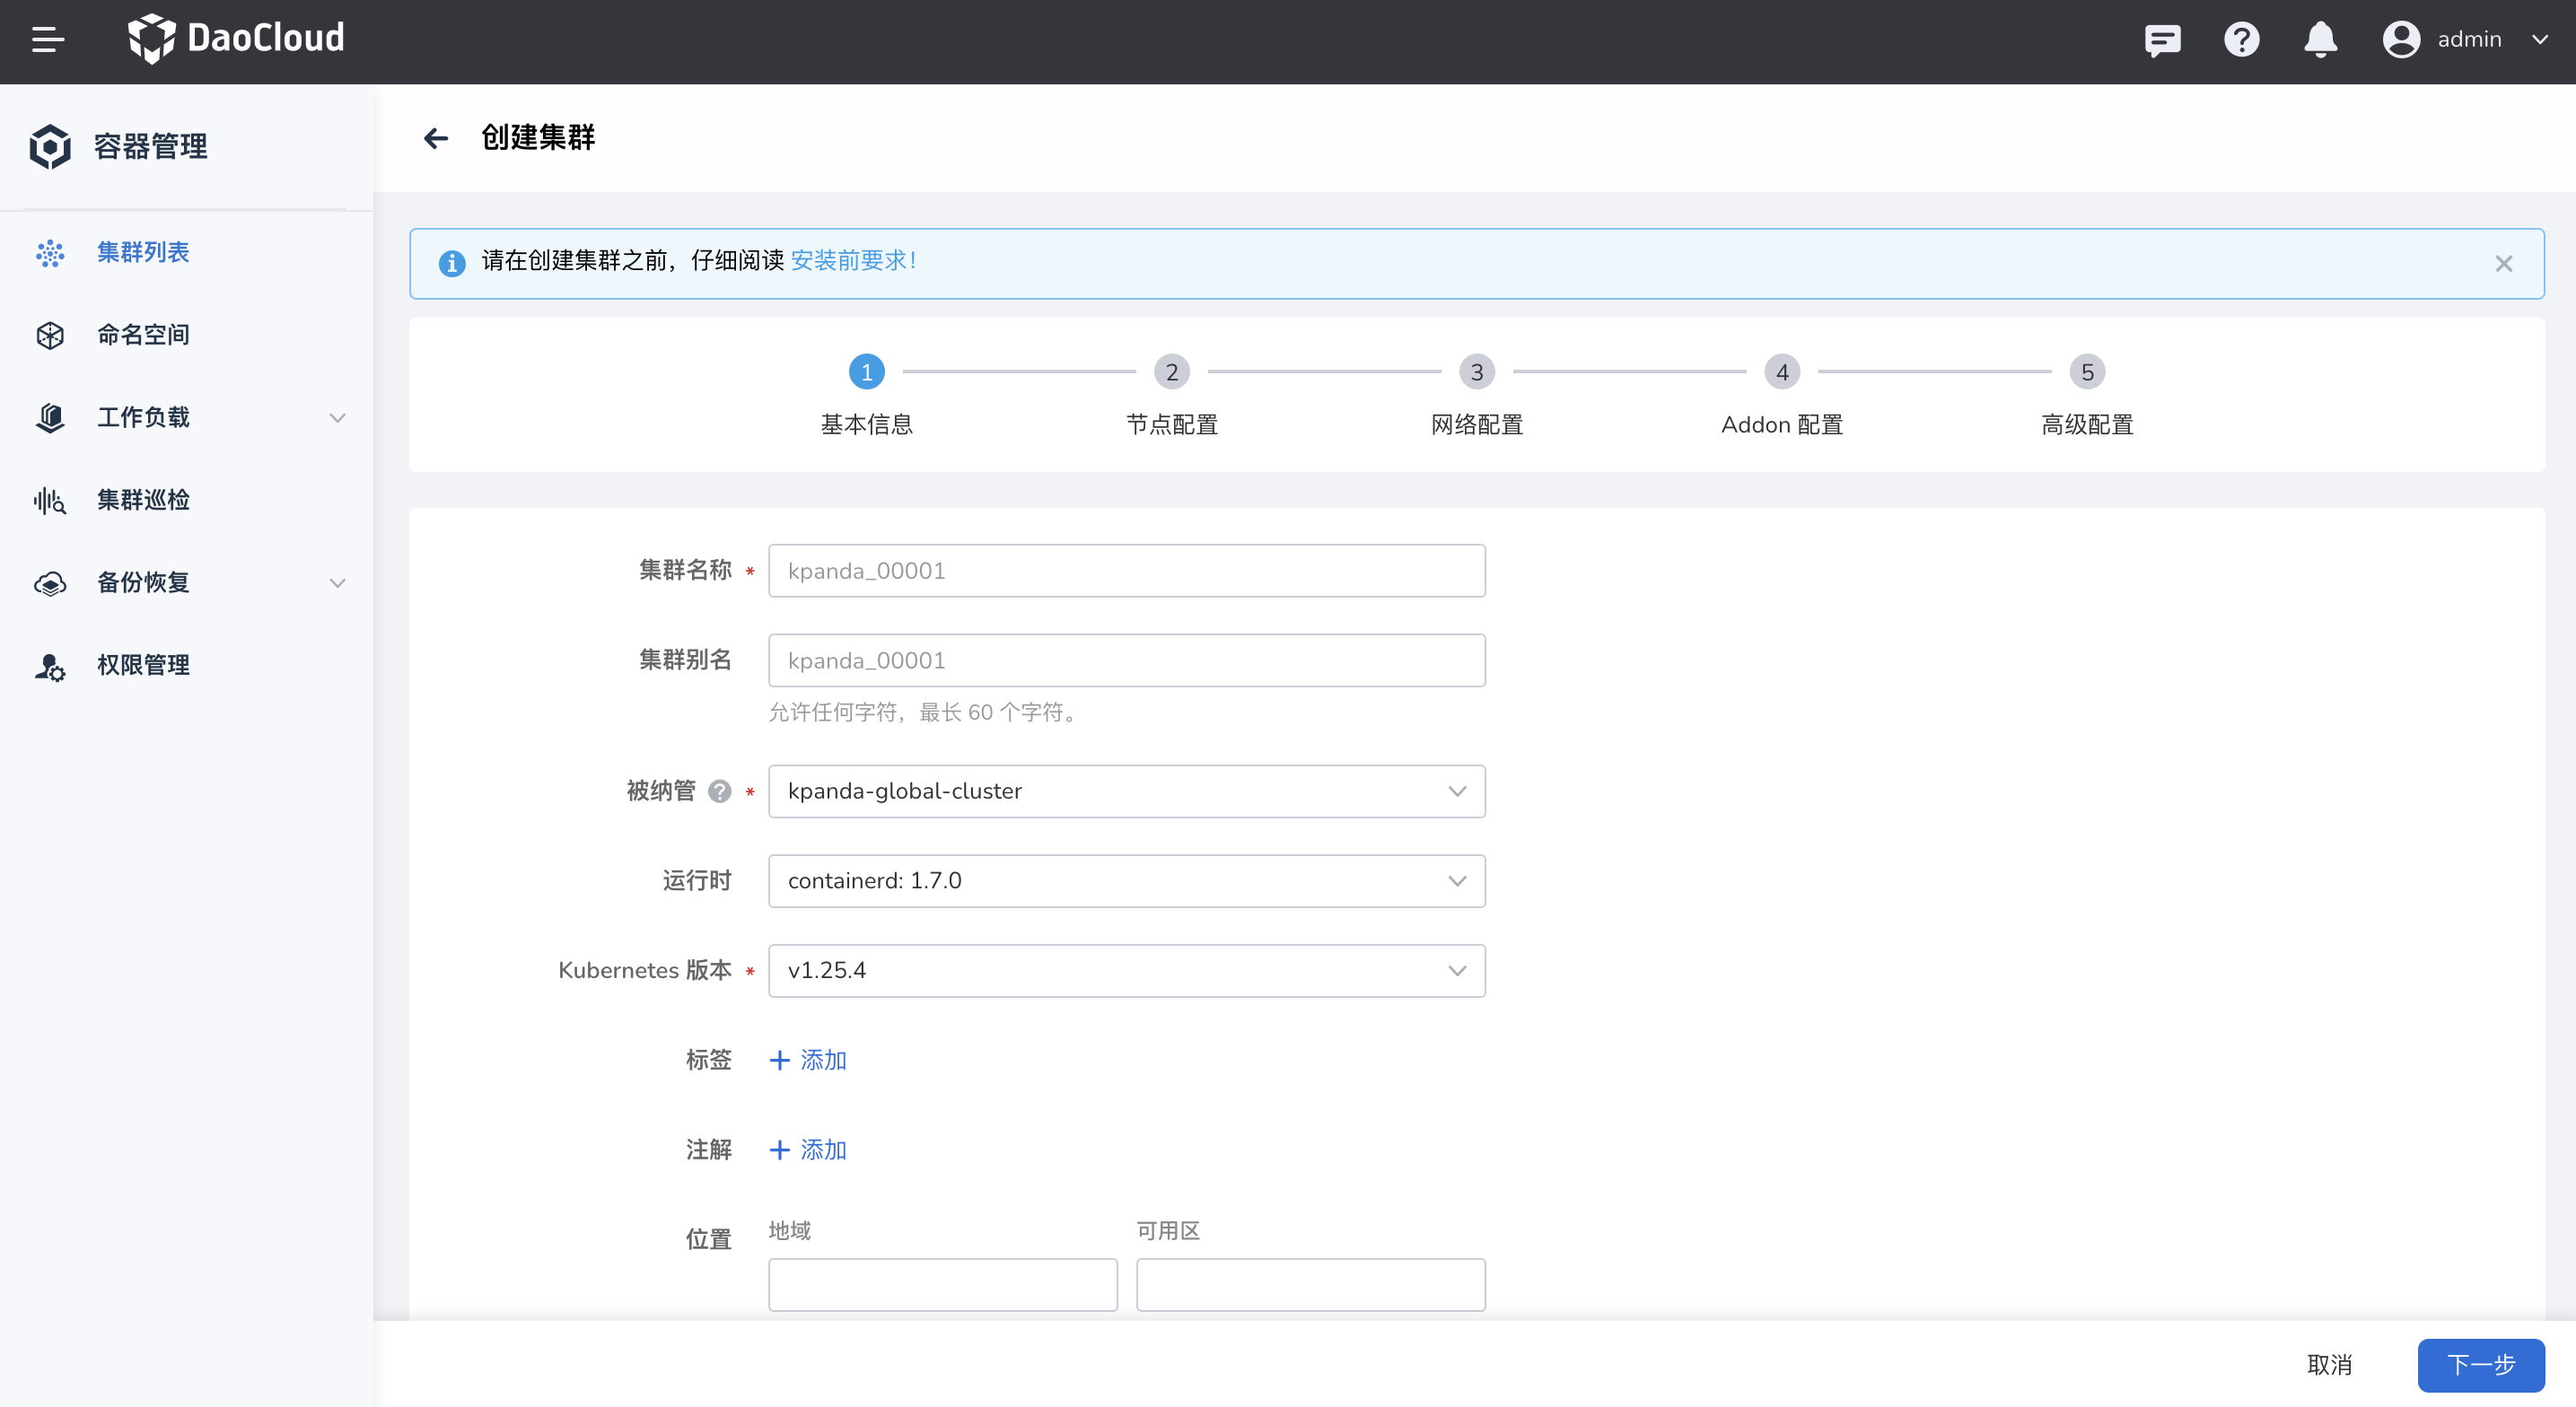 DaoCloud
admin
容器管理
集群列表
命名空间
工作负载
集群巡检
备份恢复
权限管理
创建集群
请在创建集群之前，仔细阅读 安装前要求！
1
2
3
4
5
基本信息
节点配置
网络配置
Addon 配置
高级配置
集群名称 * kpanda_00001
集群别名 kpanda_00001
允许任何字符，最长 60 个字符。
被纳管 ? * kpanda-global-cluster
运行时 containerd: 1.7.0
Kubernetes 版本 * v1.25.4
标签 + 添加
注解 + 添加
位置 地域 可用区
取消 下一步